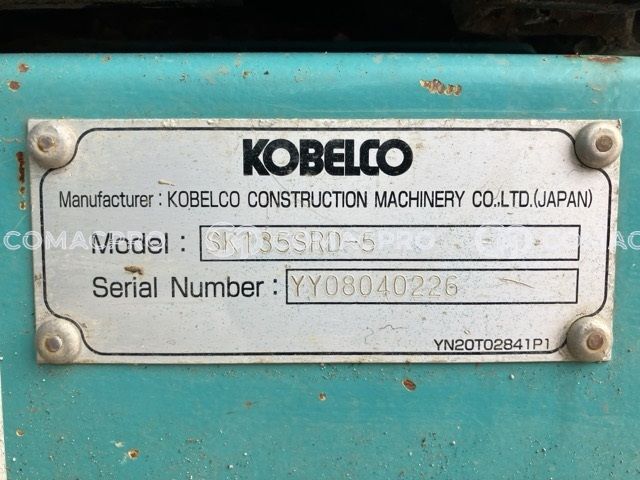 KOBELCO
Manufacturer : KOBELCO CONSTRUCTION MACHINERY CO.,LTD.(JAPAN)
Model : SK135SRD-5
Serial Number : YY08040226
YN20T02841P1